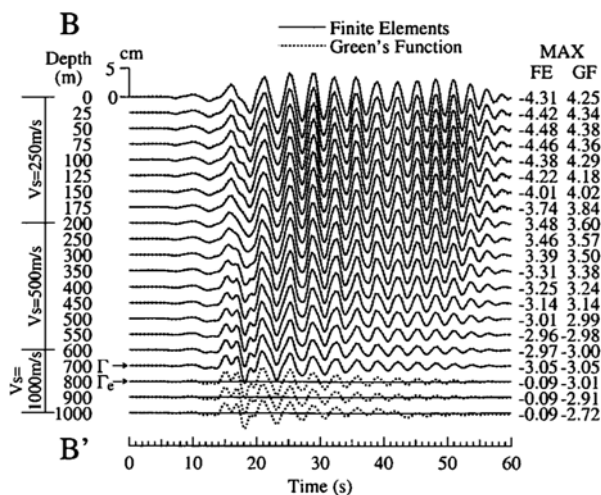 B
Finite Elements
Green's Function
Depth
(m)
5 cm
0
MAX
FE GF
0 -4.31 4.25
25 -4.42 4.34
50 -4.48 4.38
75 -4.46 4.36
100 -4.38 4.29
125 -4.22 4.18
150 -4.01 4.02
175 -3.74 3.84
200 3.48 3.60
250 3.46 3.57
300 3.39 3.50
350 -3.31 3.38
400 -3.25 3.24
450 -3.14 3.14
500 -3.01 2.99
550 -2.96 -2.98
600 -2.97 -3.00
700 Γ -3.05 -3.05
800 Γe -0.09 -3.01
900 -0.09 -2.91
1000 -0.09 -2.72
Vs=250m/s
Vs=500m/s
Vs=
1000m/s
B'
0 10 20 30 40 50 60
Time (s)